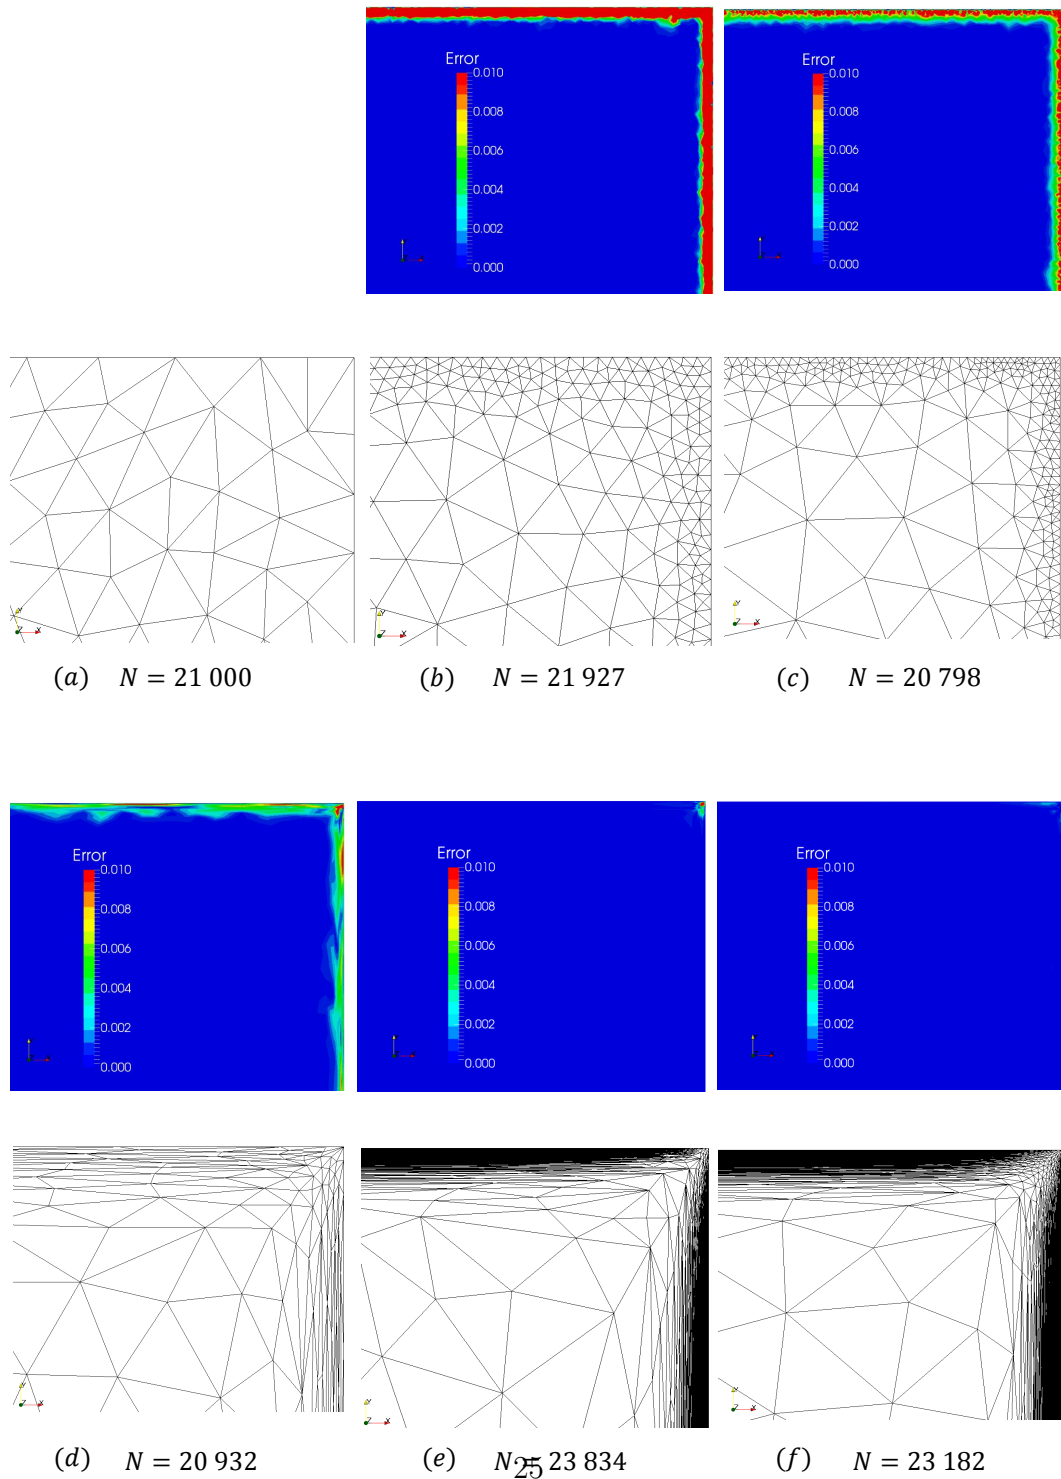 Error
0.010
0.008
0.006
0.004
0.002
0.000
Error
0.010
0.008
0.006
0.004
0.002
0.000
Y
Z X
Y
Z X
Y
Z X
(a) N = 21 000
(b) N = 21 927
(c) N = 20 798
Error
0.010
0.008
0.006
0.004
0.002
0.000
Error
0.010
0.008
0.006
0.004
0.002
0.000
Error
0.010
0.008
0.006
0.004
0.002
0.000
Y
Z X
Y
Z X
Y
Z X
(d) N = 20 932
(e) N = 23 834
(f) N = 23 182
25